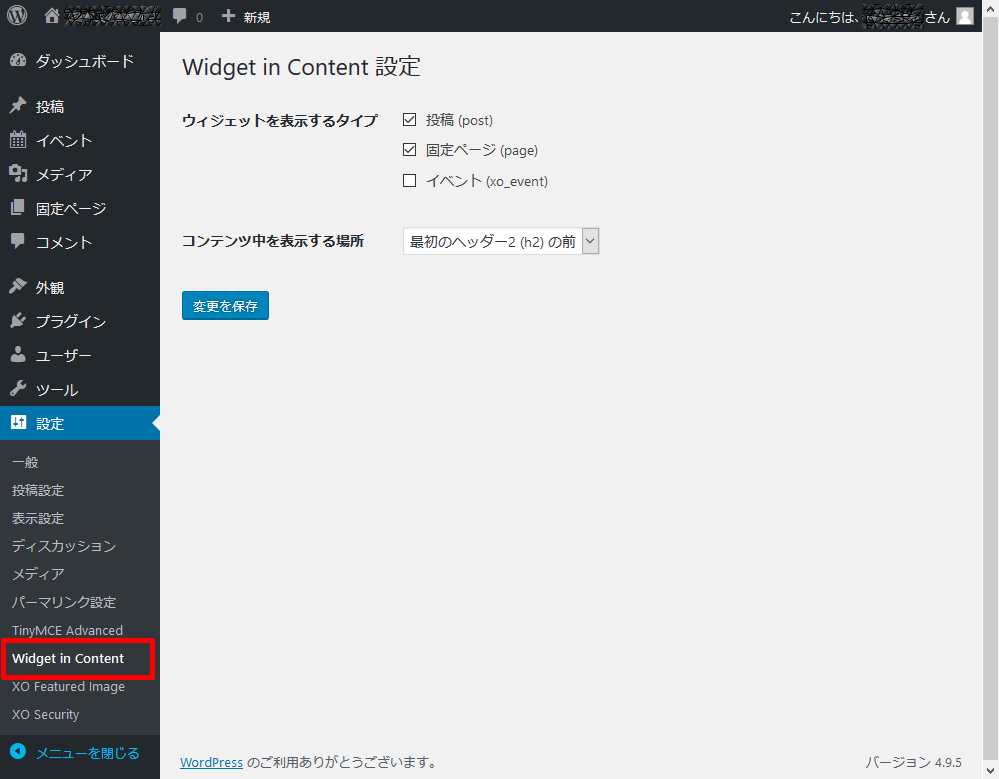 0 新規
こんにちは、 さん
ダッシュボード
投稿
イベント
メディア
固定ページ
コメント
外観
プラグイン
ユーザー
ツール
設定
一般
投稿設定
表示設定
ディスカッション
メディア
パーマリンク設定
TinyMCE Advanced
Widget in Content
XO Featured Image
XO Security
メニューを閉じる
Widget in Content 設定
ウィジェットを表示するタイプ
投稿 (post)
固定ページ (page)
イベント (xo_event)
コンテンツ中を表示する場所
最初のヘッダー2 (h2) の前
変更を保存
WordPress のご利用ありがとうございます。
バージョン 4.9.5